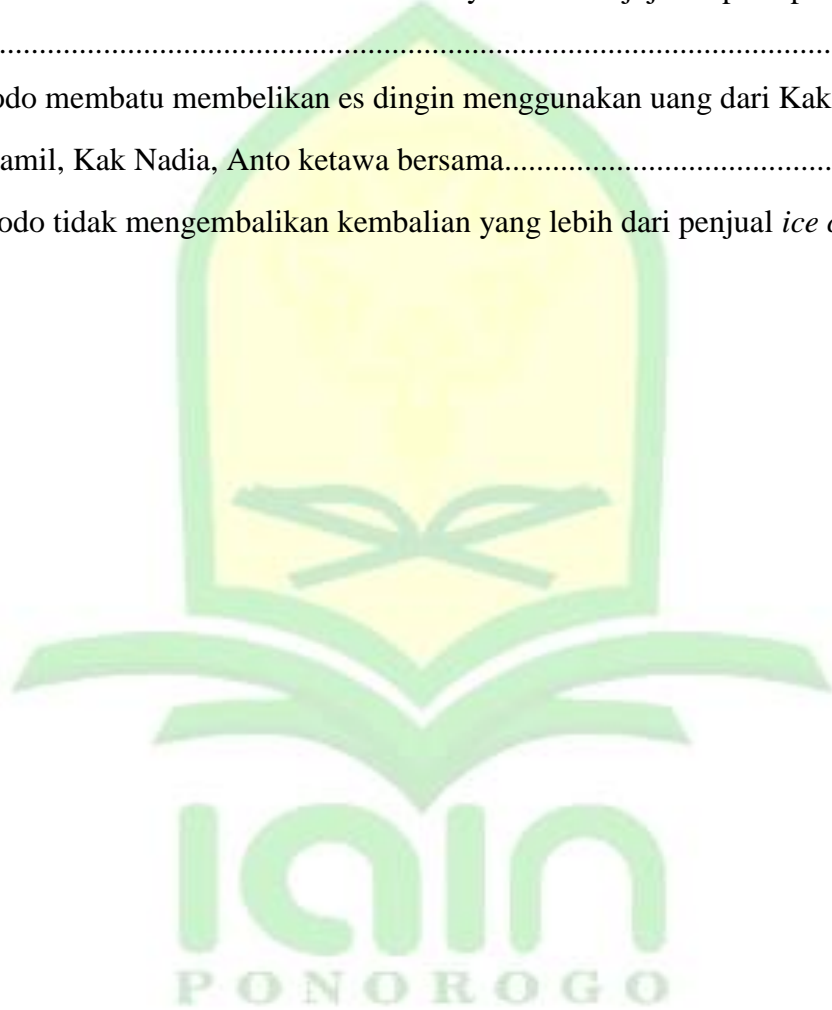 ........................................................................................................
odo membatu membelikan es dingin menggunakan uang dari Kak
amil, Kak Nadia, Anto ketawa bersama..........................................
odo tidak mengembalikan kembalian yang lebih dari penjual ice
iain
PONOROGO